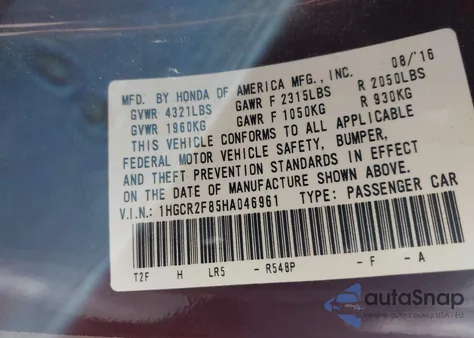 MFD. BY HONDA OF AMERICA MFG., INC. 08/16
GVWR 4321LBS GAWR F 2315LBS R 2050LBS
GVWR 1960KG GAWR F 1050KG R 930KG
THIS VEHICLE CONFORMS TO ALL APPLICABLE
FEDERAL MOTOR VEHICLE SAFETY, BUMPER,
AND THEFT PREVENTION STANDARDS IN EFFECT
ON THE DATE OF MANUFACTURE SHOWN ABOVE.
V.I.N.: 1HGCR2F85HA046961 TYPE: PASSENGER CAR
T2F H LR5 - R548P - F - A
autoSnap